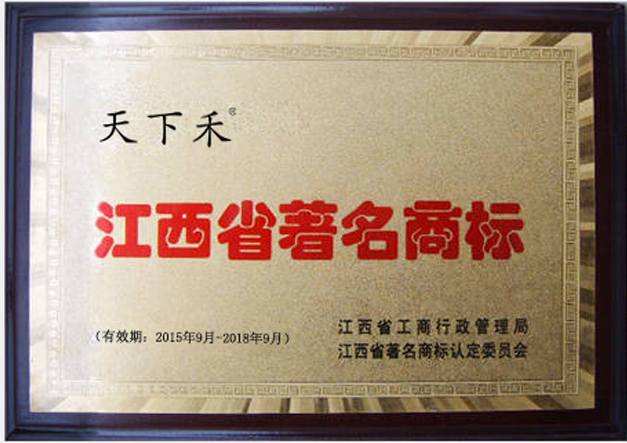 天下禾®
江西省著名商标
（有效期：2015年9月-2018年9月）
江西省工商行政管理局
江西省著名商标认定委员会